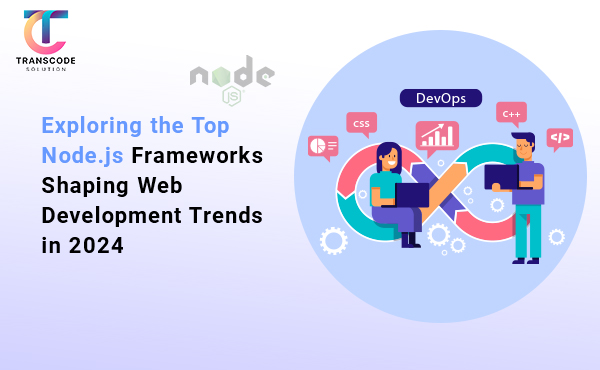 TRANSCODE
SOLUTION
node
JS
Exploring the Top
Node.js Frameworks
Shaping Web
Development Trends
in 2024
DevOps
CSS
C++
</>